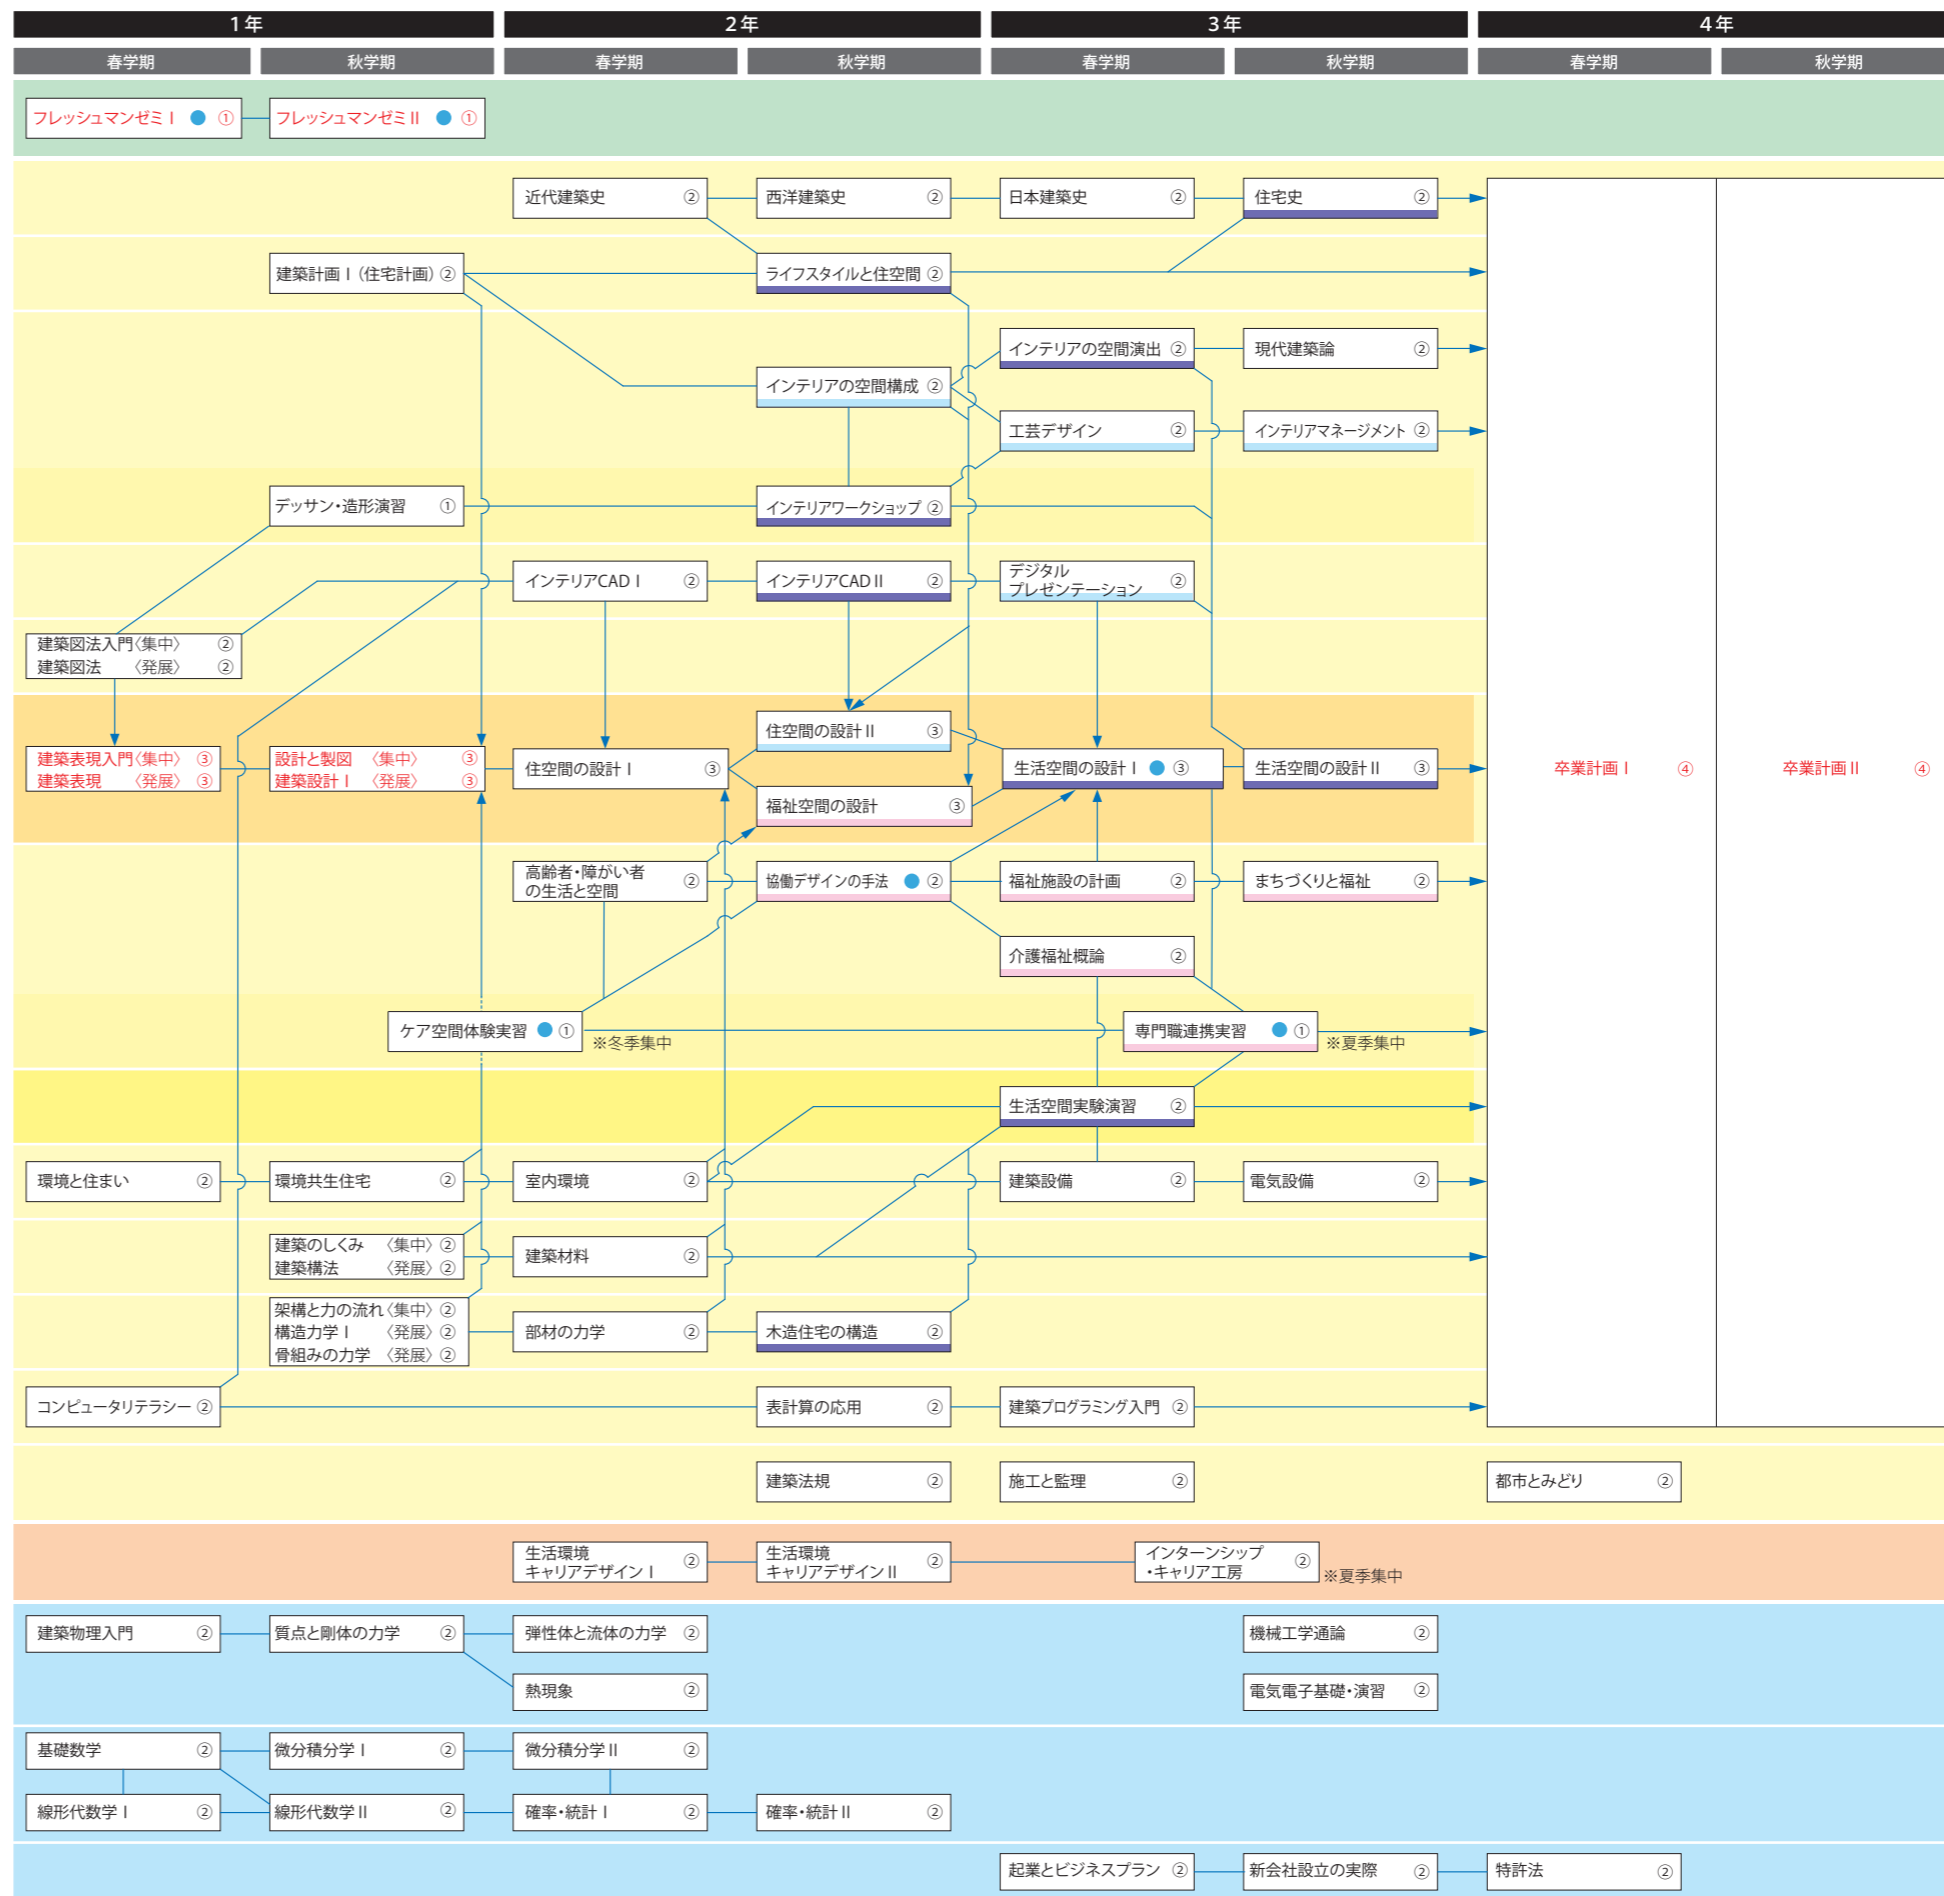 1年 2年 3年 4年
春学期 秋学期 春学期 秋学期 春学期 秋学期 春学期 秋学期
フレッシュマンゼミⅠ ● ① フレッシュマンゼミⅡ ● ①
近代建築史 ② 西洋建築史 ② 日本建築史 ② 住宅史 ②
建築計画Ⅰ(住宅計画) ② ライフスタイルと住空間 ②
インテリアの空間演出 ② 現代建築論 ②
インテリアの空間構成 ②
工芸デザイン ② インテリアマネージメント ②
デッサン・造形演習 ① インテリアワークショップ ②
インテリアCADⅠ ② インテリアCADⅡ ② デジタル
プレゼンテーション ②
建築図法入門〈集中〉 ②
建築図法 〈発展〉 ②
住空間の設計Ⅱ ③
建築表現入門〈集中〉 ③
建築表現 〈発展〉 ③
設計と製図 〈集中〉 ③
建築設計Ⅰ 〈発展〉 ③
住空間の設計Ⅰ ③ 生活空間の設計Ⅰ ● ③ 生活空間の設計Ⅱ ③ 卒業計画Ⅰ ④ 卒業計画Ⅱ ④
福祉空間の設計 ③
高齢者・障がい者
の生活と空間 ②
協働デザインの手法 ● ② 福祉施設の計画 ② まちづくりと福祉 ②
介護福祉概論 ②
ケア空間体験実習 ● ① ※冬季集中 専門職連携実習 ● ① ※夏季集中
生活空間実験演習 ②
環境と住まい ② 環境共生住宅 ② 室内環境 ② 建築設備 ② 電気設備 ②
建築のしくみ 〈集中〉 ②
建築構法 〈発展〉 ②
建築材料 ②
架構と力の流れ〈集中〉 ②
構造力学Ⅰ 〈発展〉 ②
骨組みの力学 〈発展〉 ②
部材の力学 ② 木造住宅の構造 ②
コンピュータリテラシー ② 表計算の応用 ② 建築プログラミング入門 ②
建築法規 ② 施工と監理 ② 都市とみどり ②
生活環境
キャリアデザインⅠ ②
生活環境
キャリアデザインⅡ ②
インターンシップ
・キャリア工房 ② ※夏季集中
建築物理入門 ② 質点と剛体の力学 ② 弾性体と流体の力学 ② 機械工学通論 ②
熱現象 ② 電気電子基礎・演習 ②
基礎数学 ② 微分積分学Ⅰ ② 微分積分学Ⅱ ②
線形代数学Ⅰ ② 線形代数学Ⅱ ② 確率・統計Ⅰ ② 確率・統計Ⅱ ②
起業とビジネスプラン ② 新会社設立の実際 ② 特許法 ②